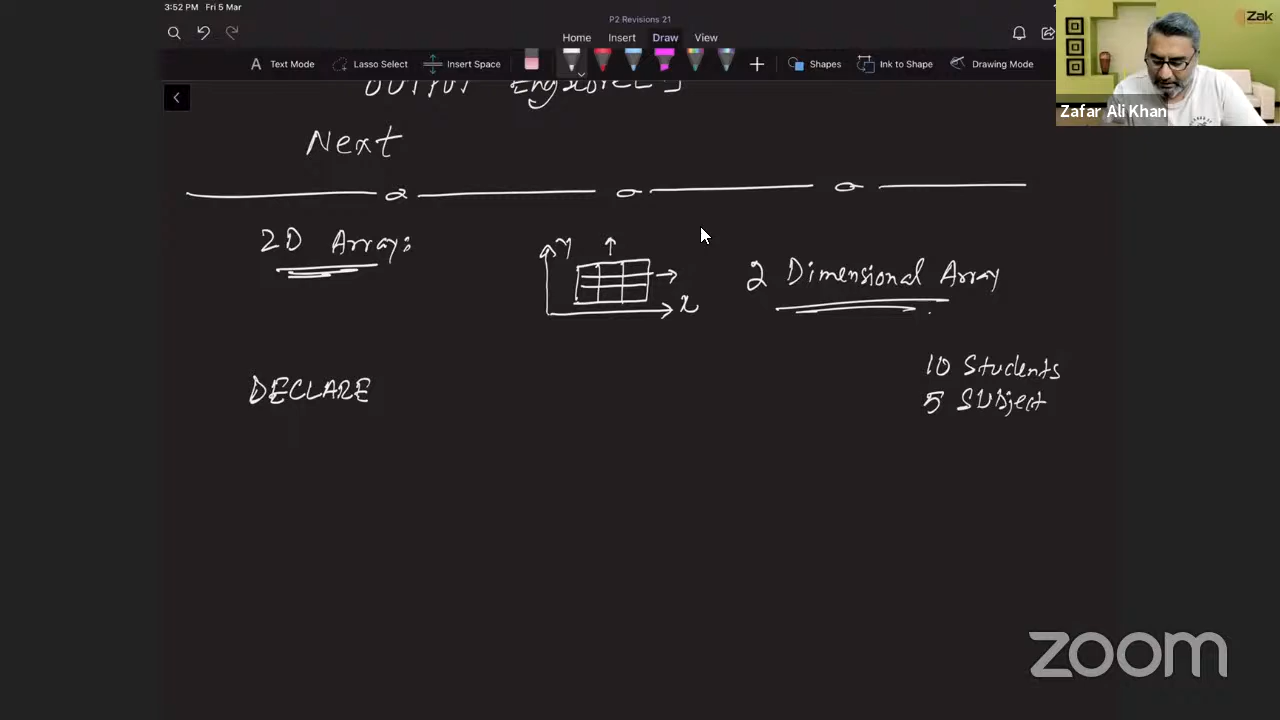 3:52 PM Fri 5 Mar
Zak
P2 Revisions 21
Home Insert Draw View
Text Mode Lasso Select Insert Space Shapes Ink to Shape Drawing Mode
OUTPUT
Zafar Ali Khan
Next
2D Array:
Y
X
2 Dimensional Array
10 Students
5 Subject
DECLARE
zoom